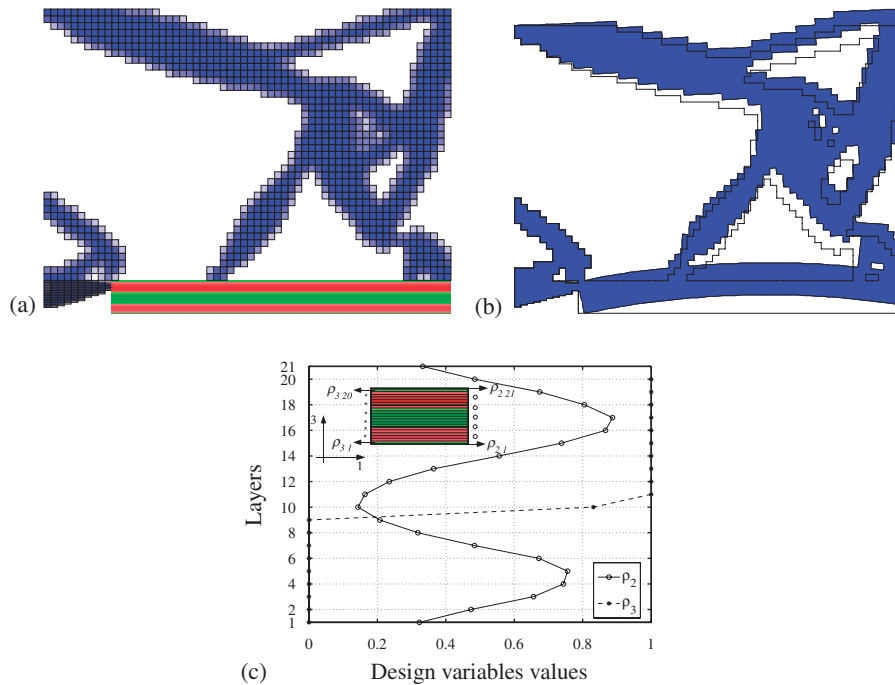 (a)
(b)
21
20
18
16
14
12
10
8
6
4
2
1
Layers
ρ3 20
ρ2 21
3
ρ3 1
ρ2 1
1
ρ2
ρ3
0
0.2
0.4
0.6
0.8
1
(c)
Design variables values